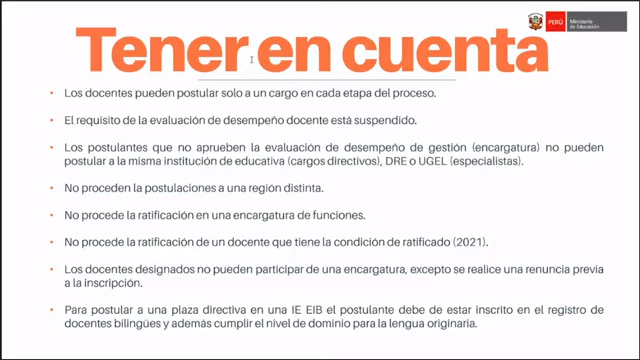 PERÚ
Ministerio
de Educación
Tener en cuenta
• Los docentes pueden postular solo a un cargo en cada etapa del proceso.
• El requisito de la evaluación de desempeño docente está suspendido.
• Los postulantes que no aprueben la evaluación de desempeño de gestión (encargatura) no pueden
postular a la misma institución de educativa (cargos directivos), DRE o UGEL (especialistas).
• No proceden la postulaciones a una región distinta.
• No procede la ratificación en una encargatura de funciones.
• No procede la ratificación de un docente que tiene la condición de ratificado (2021).
• Los docentes designados no pueden participar de una encargatura, excepto se realice una renuncia previa
a la inscripción.
• Para postular a una plaza directiva en una IE EIB el postulante debe de estar inscrito en el registro de
docentes bilingües y además cumplir el nivel de dominio para la lengua originaria.